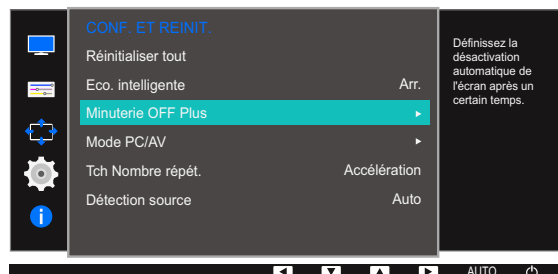 CONF. ET REINIT.
Réinitialiser tout
Eco. intelligente Arr.
Minuterie OFF Plus
Mode PC/AV
Tch Nombre répét. Accélération
Détection source Auto
Définissez la
désactivation
automatique de
l'écran après un
certain temps.
AUTO